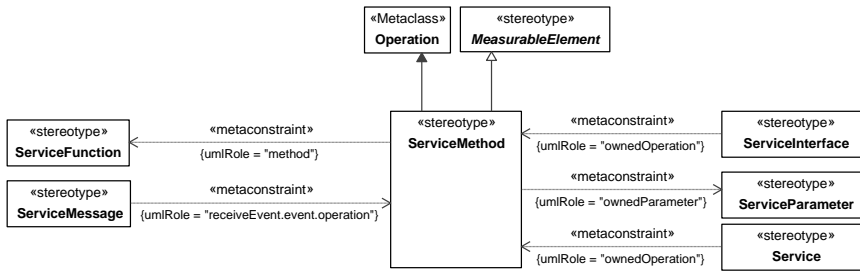 «Metaclass»
Operation
«stereotype»
MeasurableElement
«stereotype»
ServiceMethod
«metaconstraint»
{umlRole = "method"}
«stereotype»
ServiceFunction
«stereotype»
ServiceMessage
«metaconstraint»
{umlRole = "receiveEvent.event.operation"}
«metaconstraint»
{umlRole = "ownedOperation"}
«stereotype»
ServiceInterface
«metaconstraint»
{umlRole = "ownedParameter"}
«stereotype»
ServiceParameter
«metaconstraint»
{umlRole = "ownedOperation"}
«stereotype»
Service